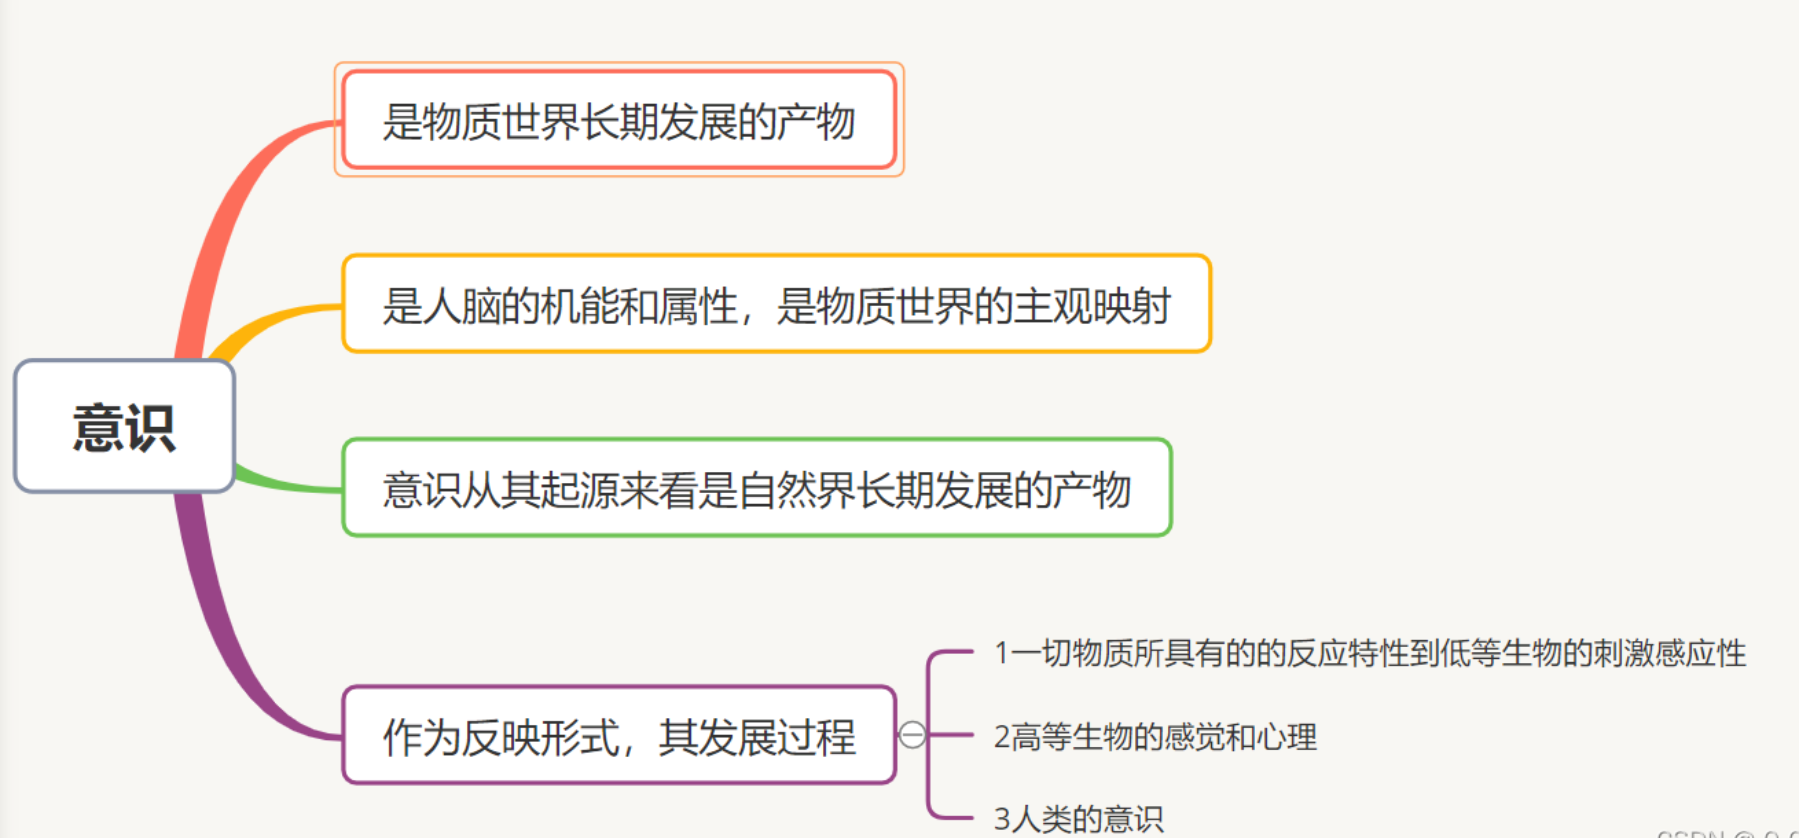 是物质世界长期发展的产物
是人脑的机能和属性，是物质世界的主观映射
意识
意识从其起源来看是自然界长期发展的产物
作为反映形式，其发展过程
1一切物质所具有的的反应特性到低等生物的刺激感应性
2高等生物的感觉和心理
3人类的意识